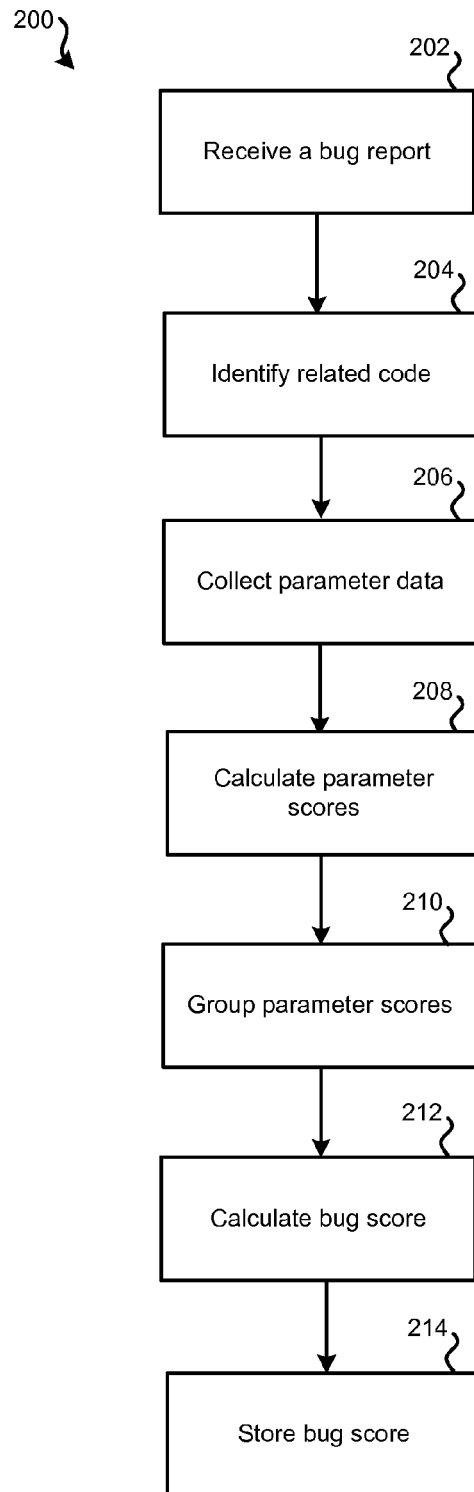 200
202
Receive a bug report
204
Identify related code
206
Collect parameter data
208
Calculate parameter
scores
210
Group parameter scores
212
Calculate bug score
214
Store bug score